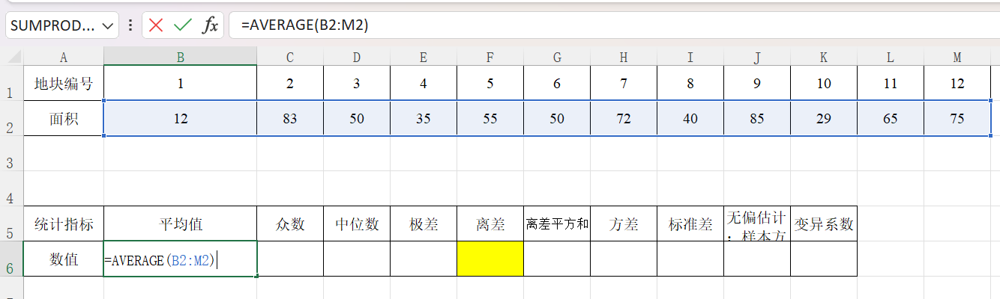 SUMPROD... fx =AVERAGE(B2:M2)
A B C D E F G H I J K L M
1 地块编号 1 2 3 4 5 6 7 8 9 10 11 12
2 面积 12 83 50 35 55 50 72 40 85 29 65 75
3
4
5 统计指标 平均值 众数 中位数 极差 离差 离差平方和 方差 标准差 无偏估计 变异系数
：样本方
6 数值 =AVERAGE(B2:M2)